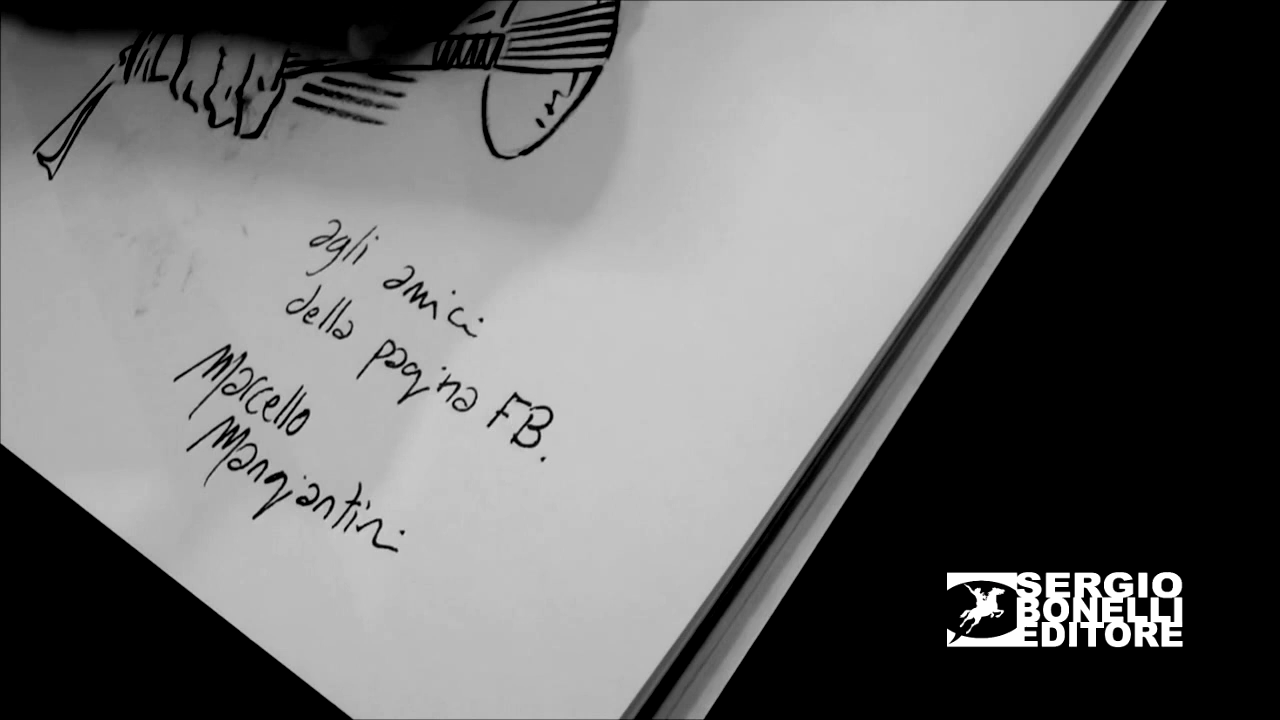 agli amici
della pagina FB.
Marcello
Mangiantini
SERGIO
BONELLI
EDITORE